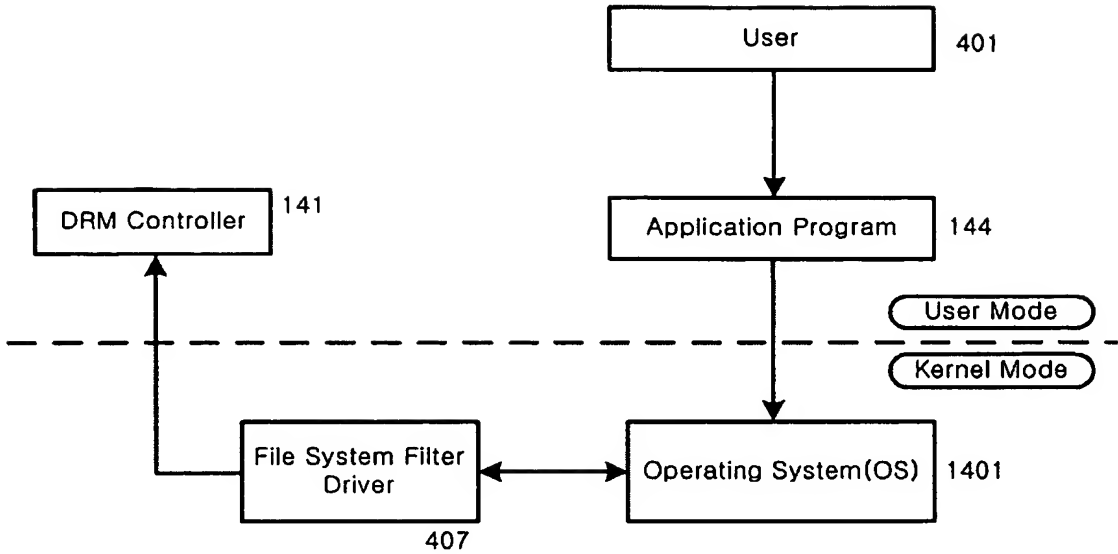 User
401
DRM Controller
141
Application Program
144
User Mode
Kernel Mode
File System Filter
Driver
407
Operating System(OS)
1401